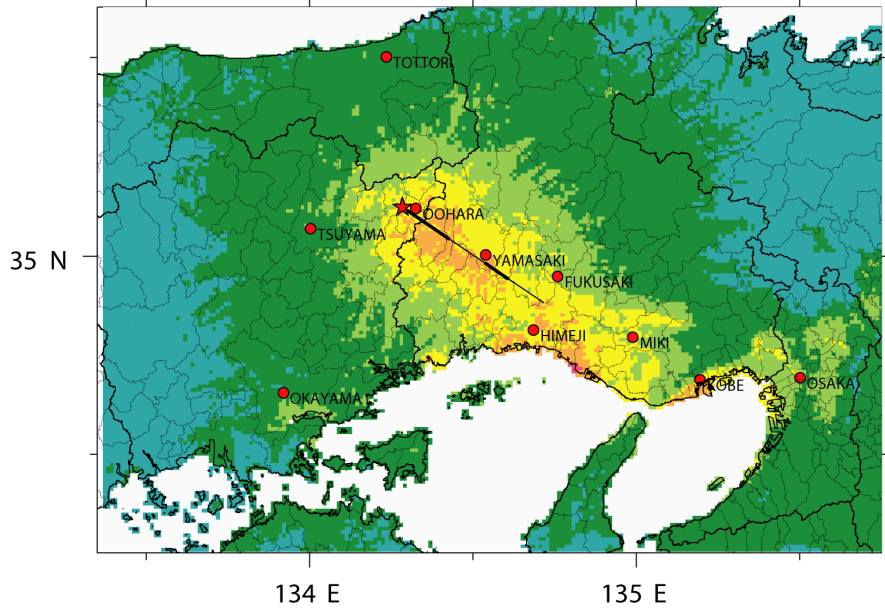 TOTTORI
OOHARA
TSUYAMA
YAMASAKI
35 N
FUKUSAKI
HIMEJI
MIKI
KOBE
OSAKA
OKAYAMA
134 E
135 E